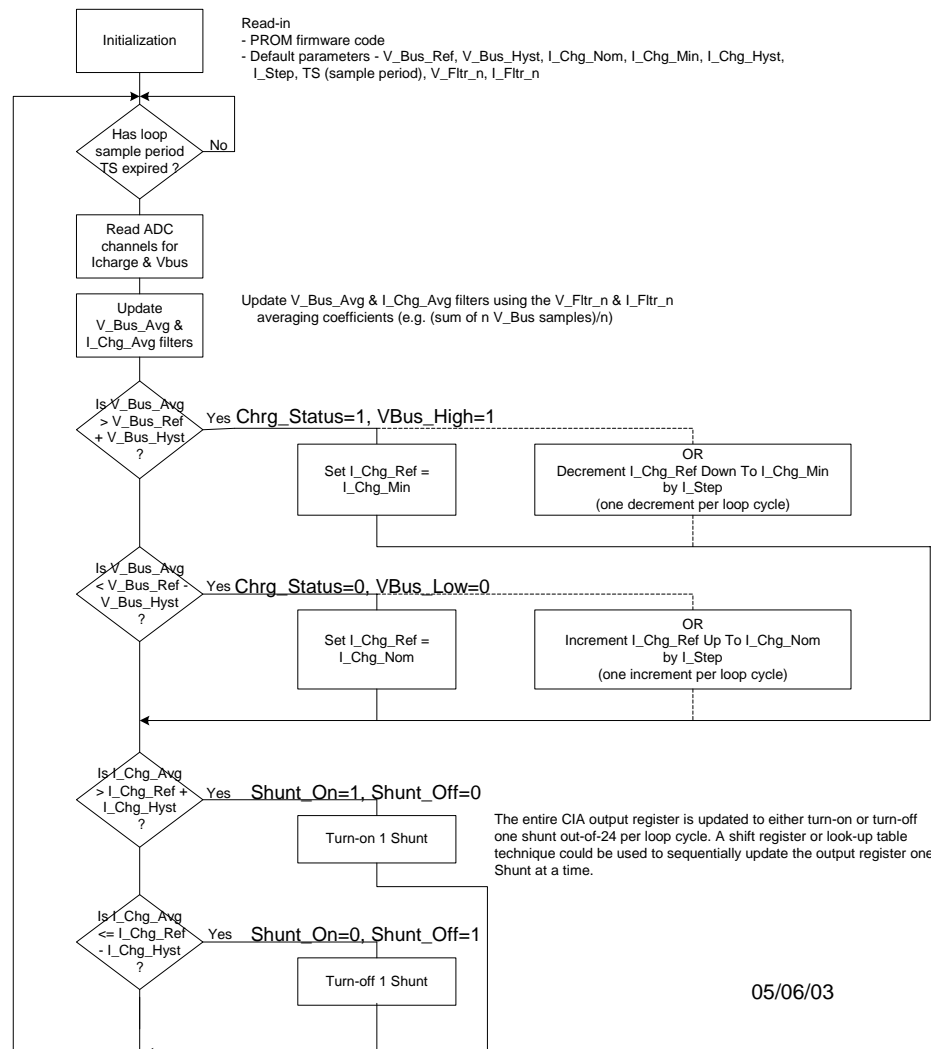 Initialization
Read-in
- PROM firmware code
- Default parameters - V_Bus_Ref, V_Bus_Hyst, I_Chg_Nom, I_Chg_Min, I_Chg_Hyst,
I_Step, TS (sample period), V_Fltr_n, I_Fltr_n
Has loop
sample period
TS expired ?
No
Read ADC
channels for
Icharge & Vbus
Update
V_Bus_Avg &
I_Chg_Avg filters
Update V_Bus_Avg & I_Chg_Avg filters using the V_Fltr_n & I_Fltr_n
averaging coefficients (e.g. (sum of n V_Bus samples)/n)
Is V_Bus_Avg
> V_Bus_Ref
+ V_Bus_Hyst
?
Yes Chrg_Status=1, VBus_High=1
Set I_Chg_Ref =
I_Chg_Min
OR
Decrement I_Chg_Ref Down To I_Chg_Min
by I_Step
(one decrement per loop cycle)
Is V_Bus_Avg
< V_Bus_Ref -
V_Bus_Hyst
?
Yes Chrg_Status=0, VBus_Low=0
Set I_Chg_Ref =
I_Chg_Nom
OR
Increment I_Chg_Ref Up To I_Chg_Nom
by I_Step
(one increment per loop cycle)
Is I_Chg_Avg
> I_Chg_Ref +
I_Chg_Hyst
?
Yes Shunt_On=1, Shunt_Off=0
Turn-on 1 Shunt
The entire CIA output register is updated to either turn-on or turn-off
one shunt out-of-24 per loop cycle. A shift register or look-up table
technique could be used to sequentially update the output register one
Shunt at a time.
Is I_Chg_Avg
<= I_Chg_Ref
- I_Chg_Hyst
?
Yes Shunt_On=0, Shunt_Off=1
Turn-off 1 Shunt
05/06/03